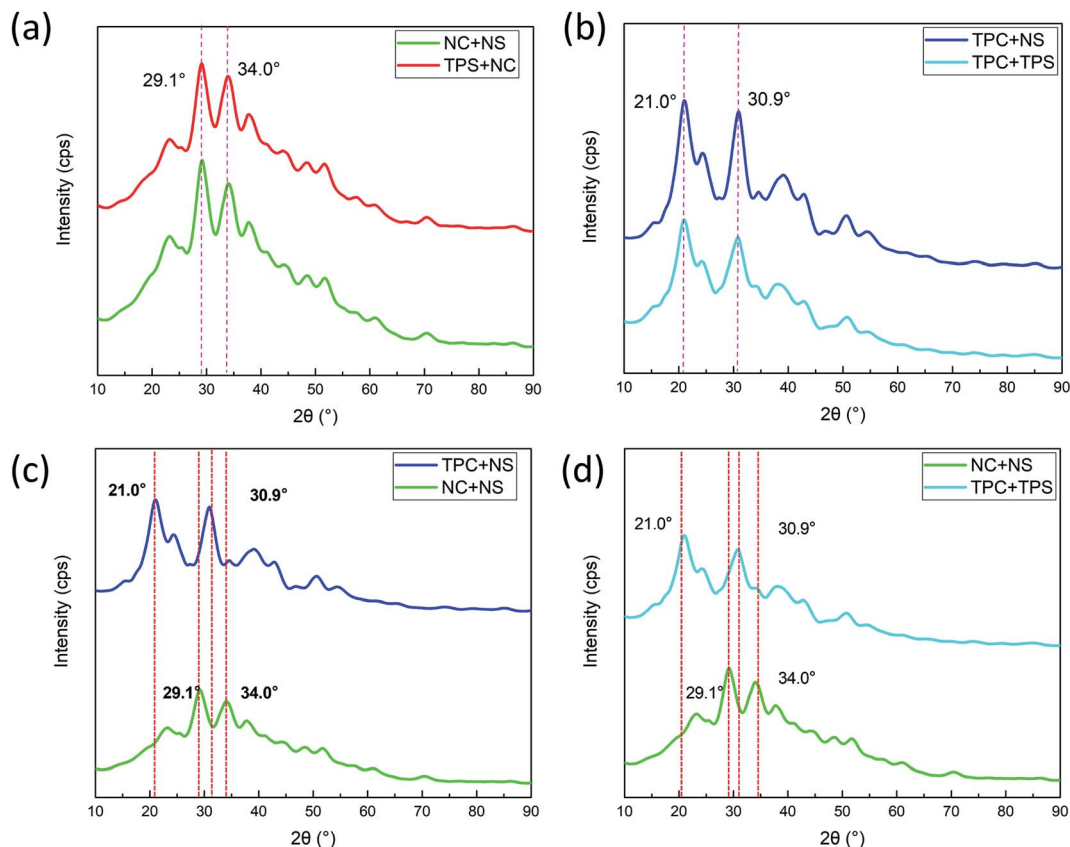 (a)
NC+NS
TPS+NC
29.1°
34.0°
Intensity (cps)
10 20 30 40 50 60 70 80 90
2θ (°)
(b)
TPC+NS
TPC+TPS
21.0°
30.9°
Intensity (cps)
10 20 30 40 50 60 70 80 90
2θ (°)
(c)
TPC+NS
NC+NS
21.0°
30.9°
29.1°
34.0°
Intensity (cps)
10 20 30 40 50 60 70 80 90
2θ (°)
(d)
NC+NS
TPC+TPS
21.0°
30.9°
29.1°
34.0°
Intensity (cps)
10 20 30 40 50 60 70 80 90
2θ (°)